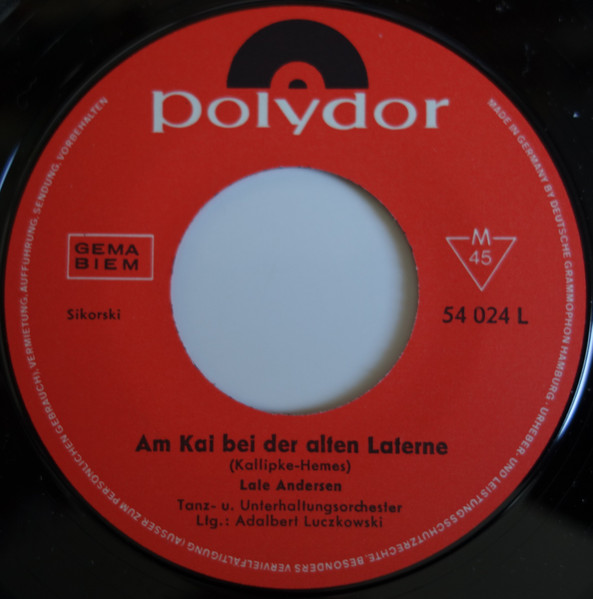 polydor
GEMA
BIEM
M
45
Sikorski
54 024 L
Am Kai bei der alten Laterne
(Kallipke-Hemes)
Lale Andersen
Tanz- u. Unterhaltungsorchester
Ltg.: Adalbert Luczkowski
MADE IN GERMANY BY DEUTSCHE GRAMMOPHON HAMBURG · URHEBER- UND LEISTUNGSSCHUTZRECHTE, BESONDERS VERVIELFÄLTIGUNG (AUSSER ZUM PERSÖNLICHEN GEBRAUCH), VERMIETUNG, AUFFÜHRUNG, SENDUNG, VORBEHALTEN